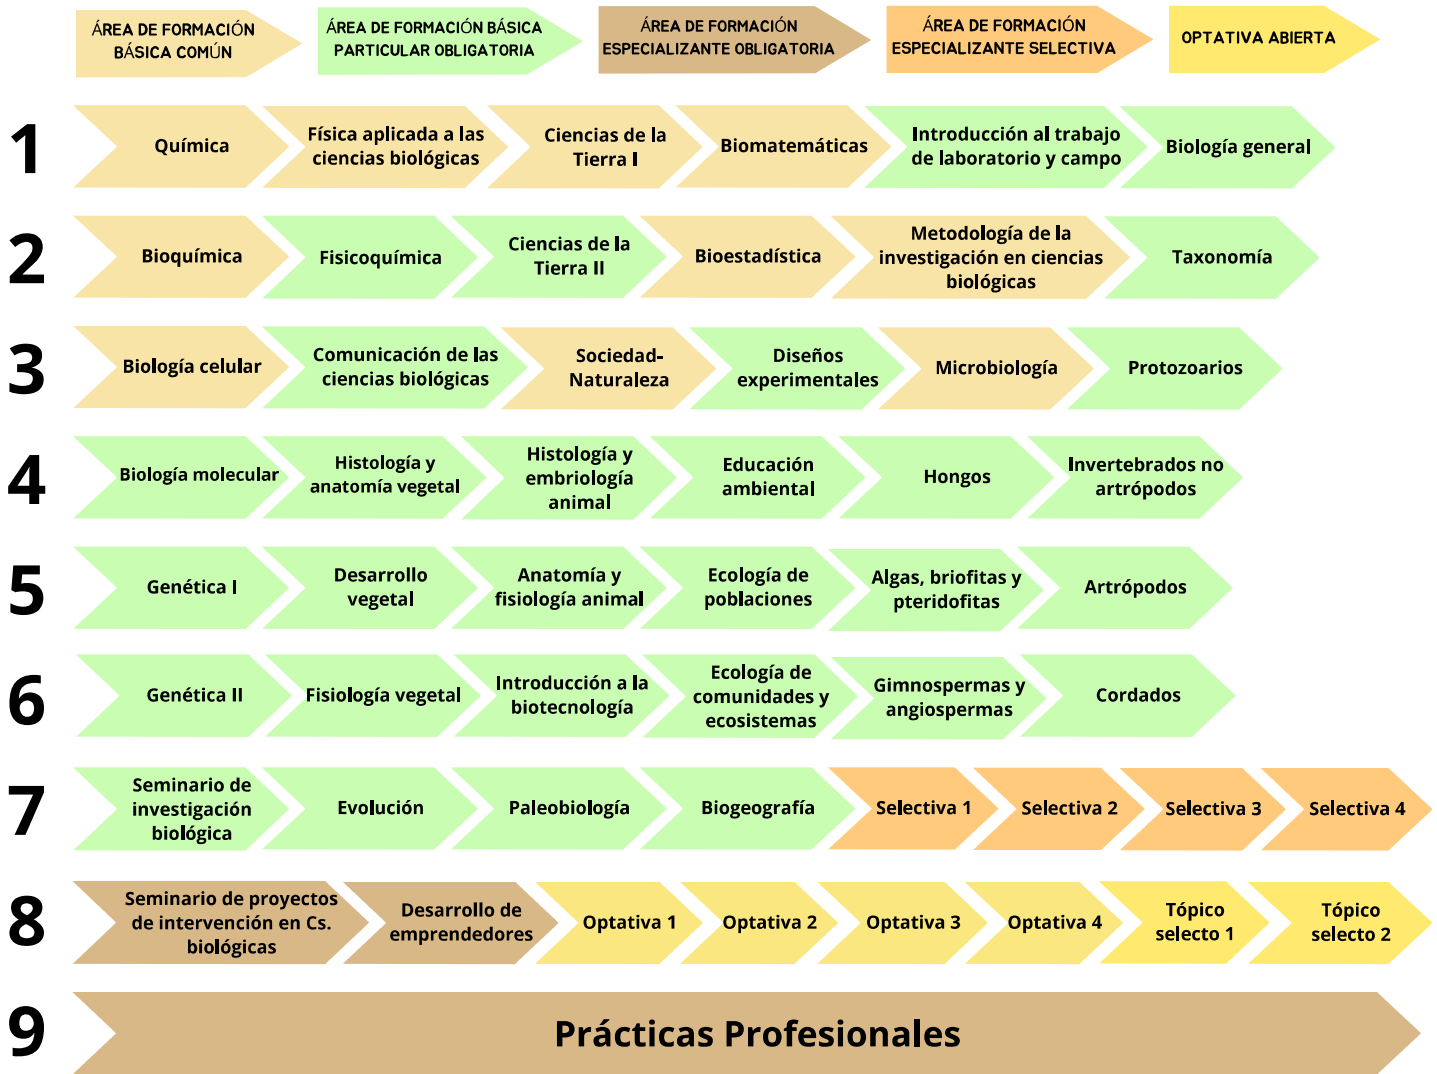 ÁREA DE FORMACIÓN
BÁSICA COMÚN
ÁREA DE FORMACIÓN BÁSICA
PARTICULAR OBLIGATORIA
ÁREA DE FORMACIÓN
ESPECIALIZANTE OBLIGATORIA
ÁREA DE FORMACIÓN
ESPECIALIZANTE SELECTIVA
OPTATIVA ABIERTA
1
Química
Física aplicada a las
ciencias biológicas
Ciencias de la
Tierra I
Biomatemáticas
Introducción al trabajo
de laboratorio y campo
Biología general
2
Bioquímica
Fisicoquímica
Ciencias de la
Tierra II
Bioestadística
Metodología de la
investigación en ciencias
biológicas
Taxonomía
3
Biología celular
Comunicación de las
ciencias biológicas
Sociedad-
Naturaleza
Diseños
experimentales
Microbiología
Protozoarios
4
Biología molecular
Histología y
anatomía vegetal
Histología y
embriología
animal
Educación
ambiental
Hongos
Invertebrados no
artrópodos
5
Genética I
Desarrollo
vegetal
Anatomía y
fisiología animal
Ecología de
poblaciones
Algas, briofitas y
pteridofitas
Artrópodos
6
Genética II
Fisiología vegetal
Introducción a la
biotecnología
Ecología de
comunidades y
ecosistemas
Gimnospermas y
angiospermas
Cordados
7
Seminario de
investigación
biológica
Evolución
Paleobiología
Biogeografía
Selectiva 1
Selectiva 2
Selectiva 3
Selectiva 4
8
Seminario de proyectos
de intervención en Cs.
biológicas
Desarrollo de
emprendedores
Optativa 1
Optativa 2
Optativa 3
Optativa 4
Tópico
selecto 1
Tópico
selecto 2
9
Prácticas Profesionales